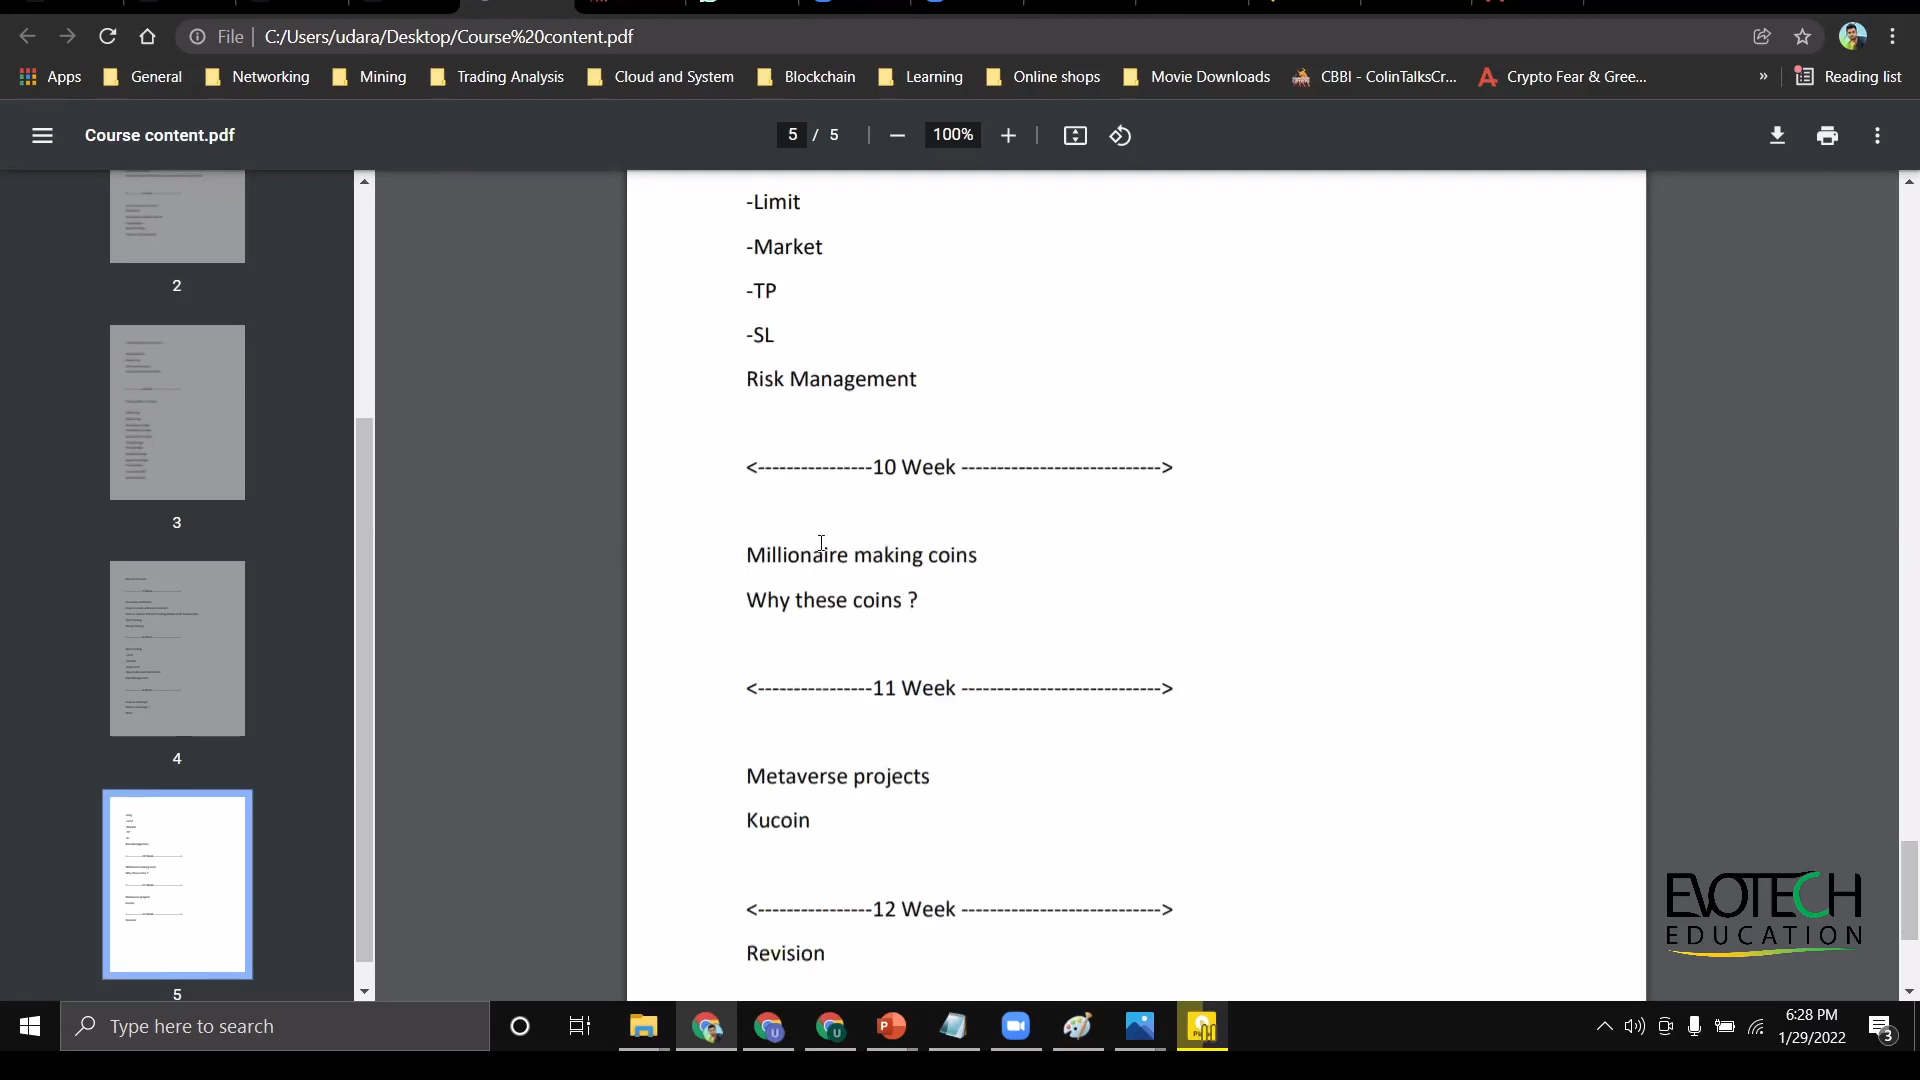 File
C:/Users/udara/Desktop/Course%20content.pdf
Apps
General
Networking
Mining
Trading Analysis
Cloud and System
Blockchain
Learning
Online shops
Movie Downloads
CBBI - ColinTalksCr...
Crypto Fear & Gree...
»
Reading list
Course content.pdf
5 / 5
100%
2
3
4
5
-Limit
-Market
-TP
-SL
Risk Management
<----------------10 Week ---------------------------->
Millionaire making coins
Why these coins ?
<----------------11 Week ---------------------------->
Metaverse projects
Kucoin
<----------------12 Week ---------------------------->
Revision
EVOTECH
EDUCATION
Type here to search
6:28 PM
1/29/2022
3